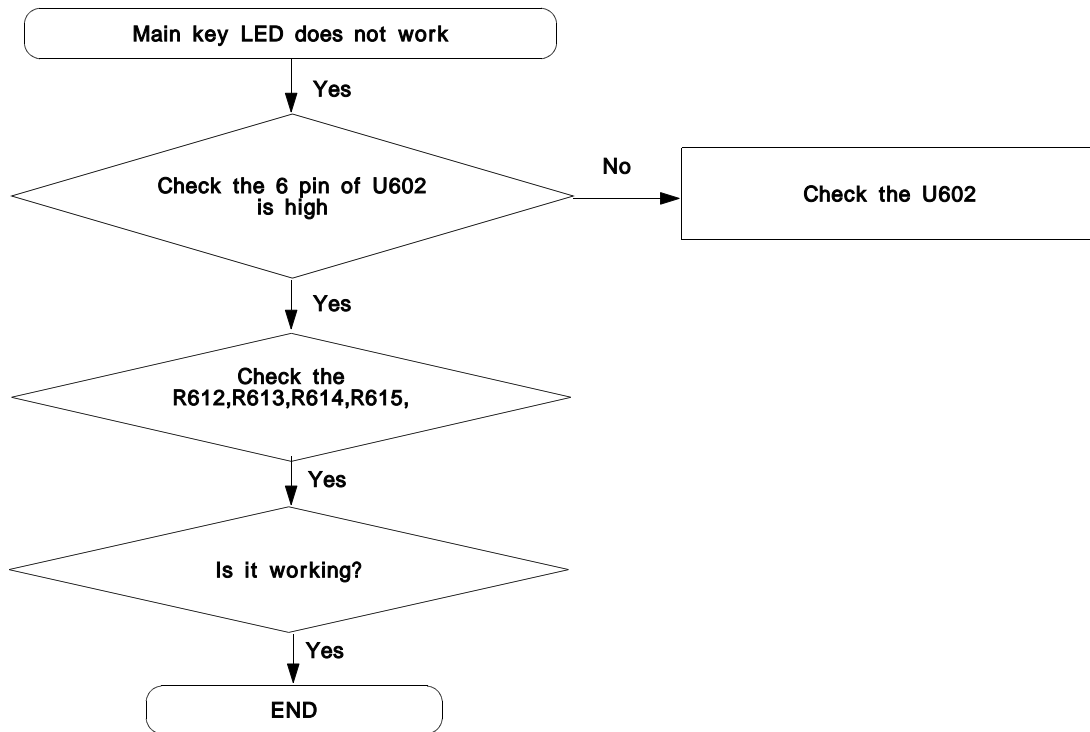 Main key LED does not work
Yes
Check the 6 pin of U602
is high
No
Check the U602
Yes
Check the
R612,R613,R614,R615,
Yes
Is it working?
Yes
END